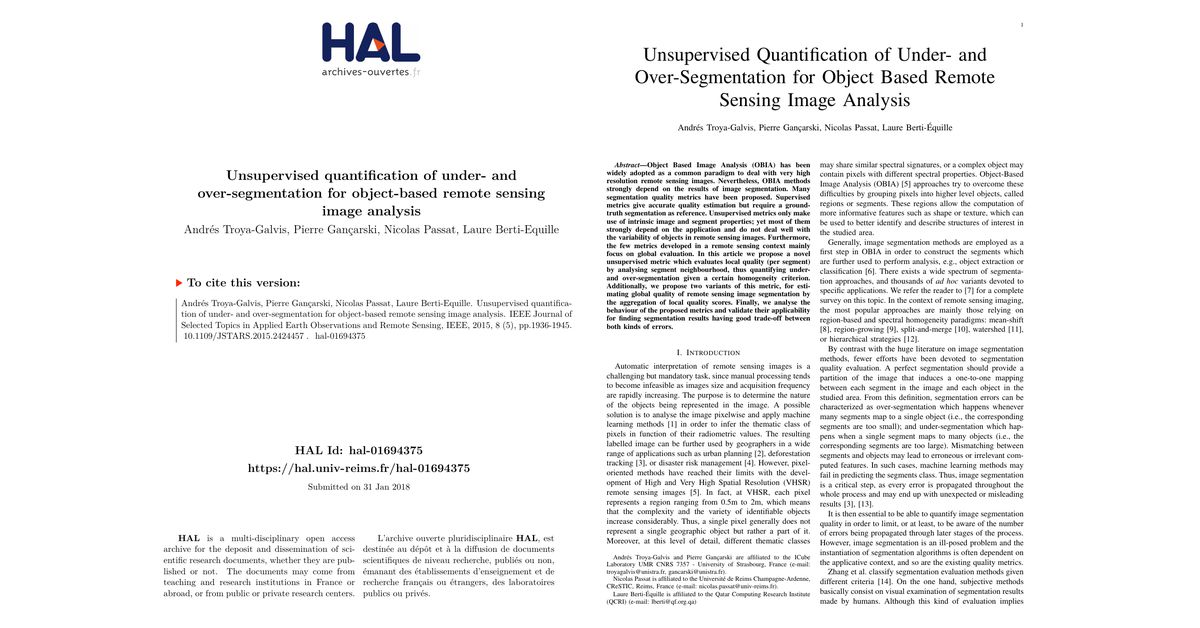 HAL
archives-ouvertes.fr
Unsupervised quantification of under- and
over-segmentation for object-based remote sensing
image analysis
Andrés Troya-Galvis, Pierre Gançarski, Nicolas Passat, Laure Berti-Equille
To cite this version:
Andrés Troya-Galvis, Pierre Gançarski, Nicolas Passat, Laure Berti-Equille. Unsupervised quantifica-
tion of under- and over-segmentation for object-based remote sensing image analysis. IEEE Journal of
Selected Topics in Applied Earth Observations and Remote Sensing, IEEE, 2015, 8 (5), pp.1936-1945.
10.1109/JSTARS.2015.2424457 . hal-01694375
HAL Id: hal-01694375
https://hal.univ-reims.fr/hal-01694375
Submitted on 31 Jan 2018
HAL is a multi-disciplinary open access
archive for the deposit and dissemination of sci-
entific research documents, whether they are pub-
lished or not. The documents may come from
teaching and research institutions in France or
abroad, or from public or private research centers.
L'archive ouverte pluridisciplinaire HAL, est
destinée au dépôt et à la diffusion de documents
scientifiques de niveau recherche, publiés ou non,
émanant des établissements d'enseignement et de
recherche français ou étrangers, des laboratoires
publics ou privés.
1
Unsupervised Quantification of Under- and
Over-Segmentation for Object Based Remote
Sensing Image Analysis
Andrés Troya-Galvis, Pierre Gançarski, Nicolas Passat, Laure Berti-Équille
Abstract—Object Based Image Analysis (OBIA) has been
widely adopted as a common paradigm to deal with very high
resolution remote sensing images. Nevertheless, OBIA methods
strongly depend on the results of image segmentation. Many
segmentation quality metrics have been proposed. Supervised
metrics give accurate quality estimation but require a ground-
truth segmentation as reference. Unsupervised metrics only make
use of intrinsic image and segment properties; yet most of them
strongly depend on the application and do not deal well with
the variability of objects in remote sensing images. Furthermore,
the few metrics developed in a remote sensing context mainly
focus on global evaluation. In this article we propose a novel
unsupervised metric which evaluates local quality (per segment)
by analysing segment neighbourhood, thus quantifying under-
and over-segmentation given a certain homogeneity criterion.
Additionally, we propose two variants of this metric, for esti-
mating global quality of remote sensing image segmentation by
the aggregation of local quality scores. Finally, we analyse the
behaviour of the proposed metrics and validate their applicability
for finding segmentation results having good trade-off between
both kinds of errors.
I. Introduction
Automatic interpretation of remote sensing images is a
challenging but mandatory task, since manual processing tends
to become infeasible as images size and acquisition frequency
are rapidly increasing. The purpose is to determine the nature
of the objects being represented in the image. A possible
solution is to analyse the image pixelwise and apply machine
learning methods [1] in order to infer the thematic class of
pixels in function of their radiometric values. The resulting
labelled image can be further used by geographers in a wide
range of applications such as urban planning [2], deforestation
tracking [3], or disaster risk management [4]. However, pixel-
oriented methods have reached their limits with the devel-
opment of High and Very High Spatial Resolution (VHSR)
remote sensing images [5]. In fact, at VHSR, each pixel
represents a region ranging from 0.5m to 2m, which means
that the complexity and the variety of identifiable objects
increase considerably. Thus, a single pixel generally does not
represent a single geographic object but rather a part of it.
Moreover, at this level of detail, different thematic classes
Andrés Troya-Galvis and Pierre Gançarski are affiliated to the ICube
Laboratory UMR CNRS 7357 - University of Strasbourg, France (e-mail:
troyagalvis@unistra.fr, gancarski@unistra.fr).
Nicolas Passat is affiliated to the Université de Reims Champagne-Ardenne,
CReSTIC, Reims, France (e-mail: nicolas.passat@univ-reims.fr).
Laure Berti-Équille is affiliated to the Qatar Computing Research Institute
(QCRI) (e-mail: lberti@qf.org.qa)
may share similar spectral signatures, or a complex object may
contain pixels with different spectral properties. Object-Based
Image Analysis (OBIA) [5] approaches try to overcome these
difficulties by grouping pixels into higher level objects, called
regions or segments. These regions allow the computation of
more informative features such as shape or texture, which can
be used to better identify and describe structures of interest in
the studied area.
Generally, image segmentation methods are employed as a
first step in OBIA in order to construct the segments which
are further used to perform analysis, e.g., object extraction or
classification [6]. There exists a wide spectrum of segmenta-
tion approaches, and thousands of ad hoc variants devoted to
specific applications. We refer the reader to [7] for a complete
survey on this topic. In the context of remote sensing imaging,
the most popular approaches are mainly those relying on
region-based and spectral homogeneity paradigms: mean-shift
[8], region-growing [9], split-and-merge [10], watershed [11],
or hierarchical strategies [12].
By contrast with the huge literature on image segmentation
methods, fewer efforts have been devoted to segmentation
quality evaluation. A perfect segmentation should provide a
partition of the image that induces a one-to-one mapping
between each segment in the image and each object in the
studied area. From this definition, segmentation errors can be
characterized as over-segmentation which happens whenever
many segments map to a single object (i.e., the corresponding
segments are too small); and under-segmentation which hap-
pens when a single segment maps to many objects (i.e., the
corresponding segments are too large). Mismatching between
segments and objects may lead to erroneous or irrelevant com-
puted features. In such cases, machine learning methods may
fail in predicting the segments class. Thus, image segmentation
is a critical step, as every error is propagated throughout the
whole process and may end up with unexpected or misleading
results [3], [13].
It is then essential to be able to quantify image segmentation
quality in order to limit, or at least, to be aware of the number
of errors being propagated through later stages of the process.
However, image segmentation is an ill-posed problem and the
instantiation of segmentation algorithms is often dependent on
the applicative context, and so are the existing quality metrics.
Zhang et al. classify segmentation evaluation methods given
different criteria [14]. On the one hand, subjective methods
basically consist on visual examination of segmentation results
made by humans. Although this kind of evaluation implies